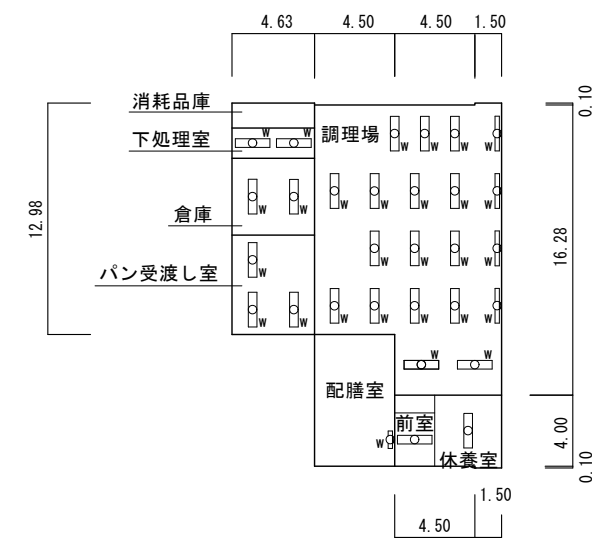 4.63 4.50 4.50 1.50
0.10
消耗品庫
調理場 W W W W
下処理室 W W
W W W W W
倉庫 W W
12.98
16.28
W W W W
パン受渡し室 W
W W W W W W W
W W
配膳室
前室
W
4.00
休養室
0.10
1.50
4.50